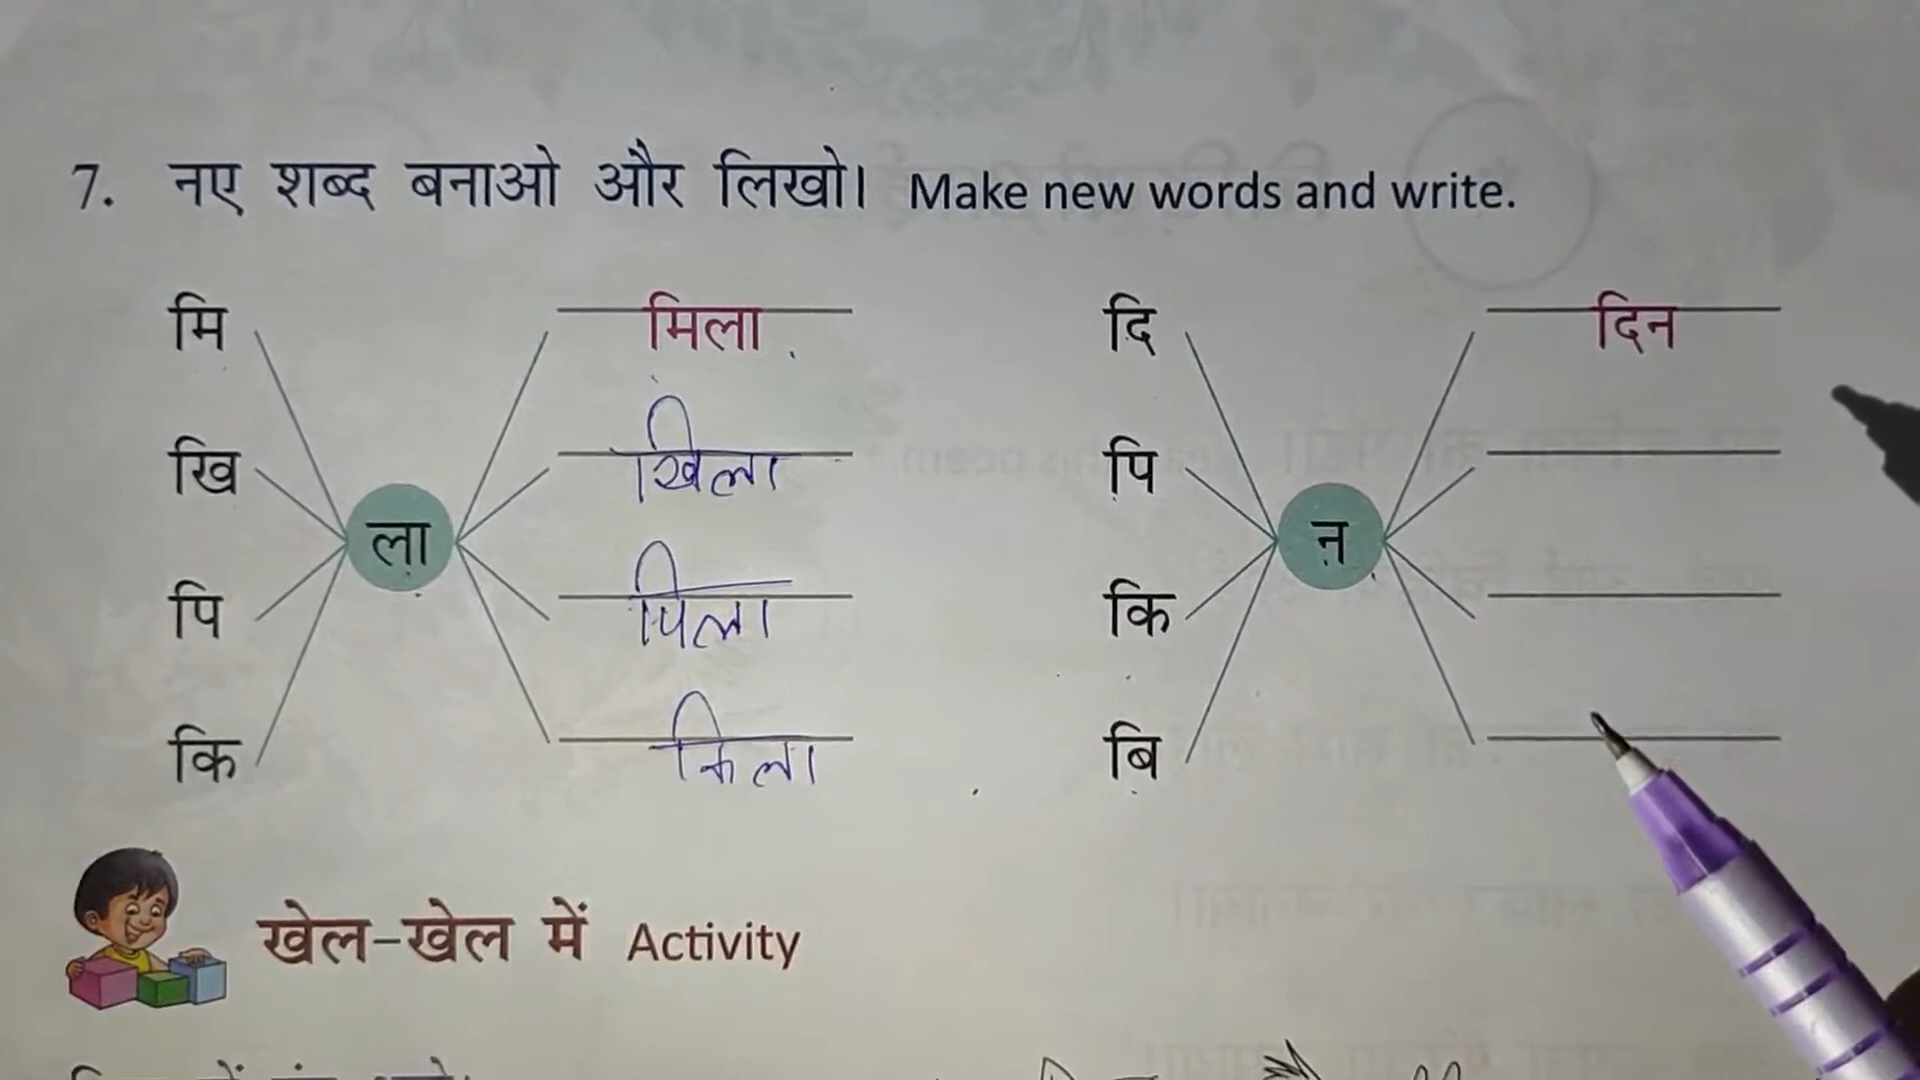 7. नए शब्द बनाओ और लिखो। Make new words and write.
मि मिला दि दिन
खि खिला पि
ला न
पि पिला कि
कि किला बि
खेल-खेल में Activity